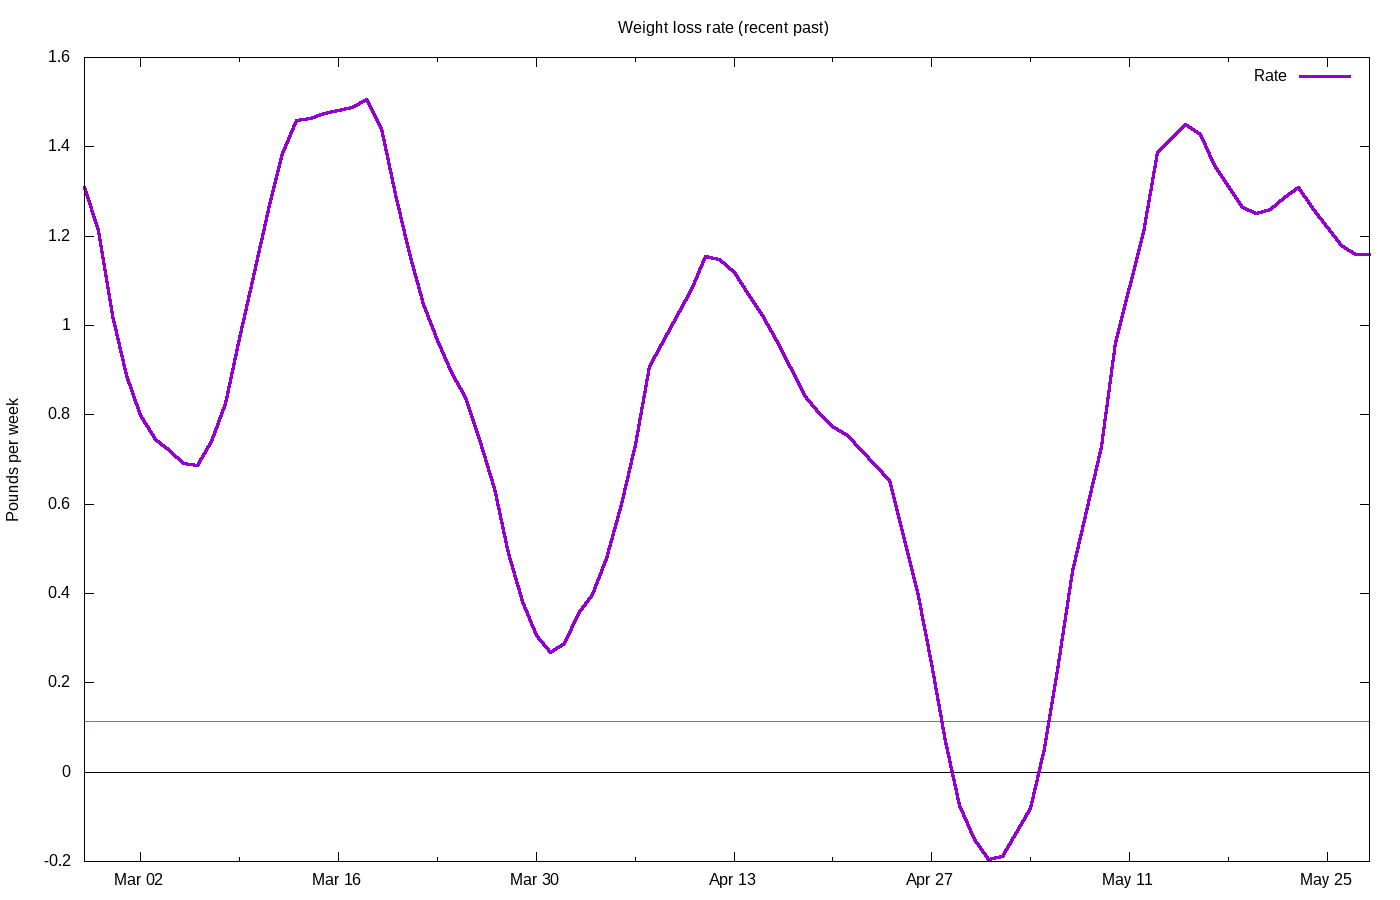 Weight loss rate (recent past)
Rate
Pounds per week
1.6
1.4
1.2
1
0.8
0.6
0.4
0.2
0
-0.2
Mar 02
Mar 16
Mar 30
Apr 13
Apr 27
May 11
May 25